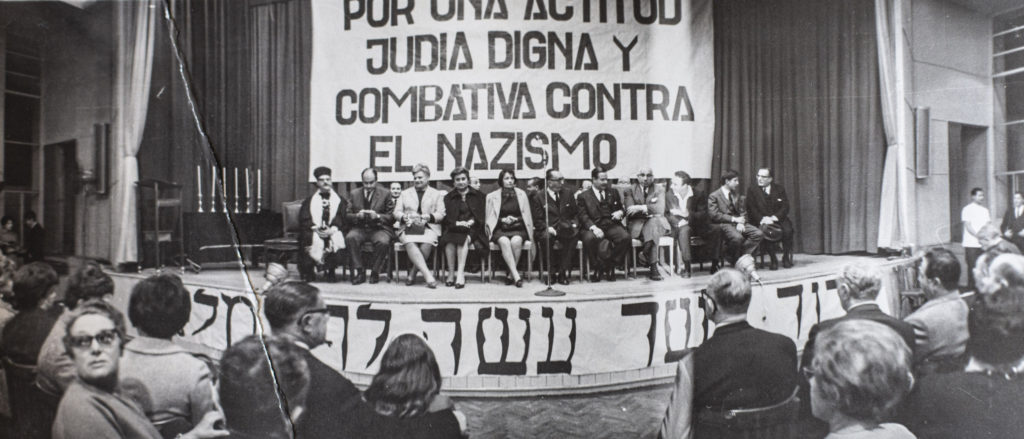 POR UNA ACTITUD
JUDIA DIGNA Y
COMBATIVA CONTRA
EL NAZISMO
עשה לך